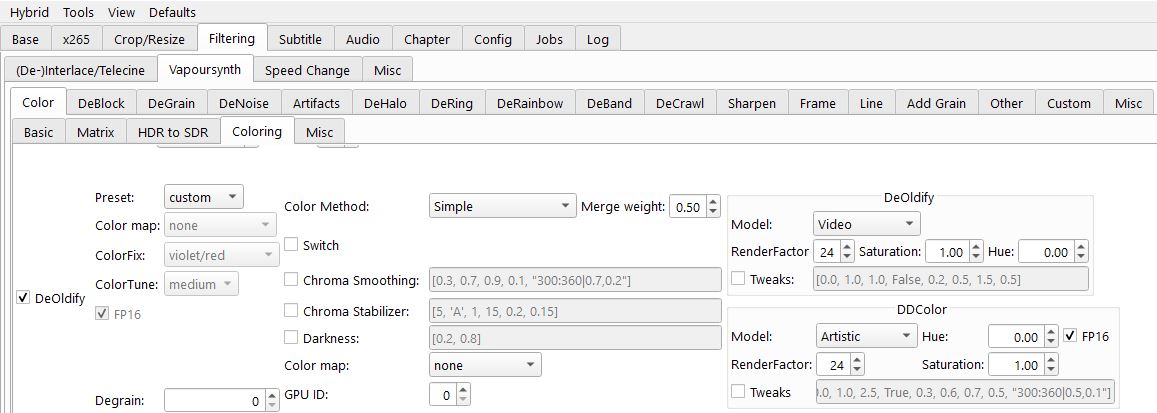 Hybrid Tools View Defaults
Base x265 Crop/Resize Filtering Subtitle Audio Chapter Config Jobs Log
(De-)Interlace/Telecine Vapoursynth Speed Change Misc
Color DeBlock DeGrain DeNoise Artifacts DeHalo DeRing DeRainbow DeBand DeCrawl Sharpen Frame Line Add Grain Other Custom Misc
Basic Matrix HDR to SDR Coloring Misc
DeOldify
Preset: custom
Color map: none
ColorFix: violet/red
ColorTune: medium
FP16
Degrain: 0
Color Method: Simple Merge weight: 0.50
Switch
Chroma Smoothing: [0.3, 0.7, 0.9, 0.1, "300:360|0.7,0.2"]
Chroma Stabilizer: [5, 'A', 1, 15, 0.2, 0.15]
Darkness: [0.2, 0.8]
Color map: none
GPU ID: 0
DeOldify
Model: Video
RenderFactor 24 Saturation: 1.00 Hue: 0.00
Tweaks: [0.0, 1.0, 1.0, False, 0.2, 0.5, 1.5, 0.5]
DDColor
Model: Artistic Hue: 0.00 FP16
RenderFactor: 24 Saturation: 1.00
Tweaks 0.0, 1.0, 2.5, True, 0.3, 0.6, 0.7, 0.5, "300:360|0.5,0.1"]